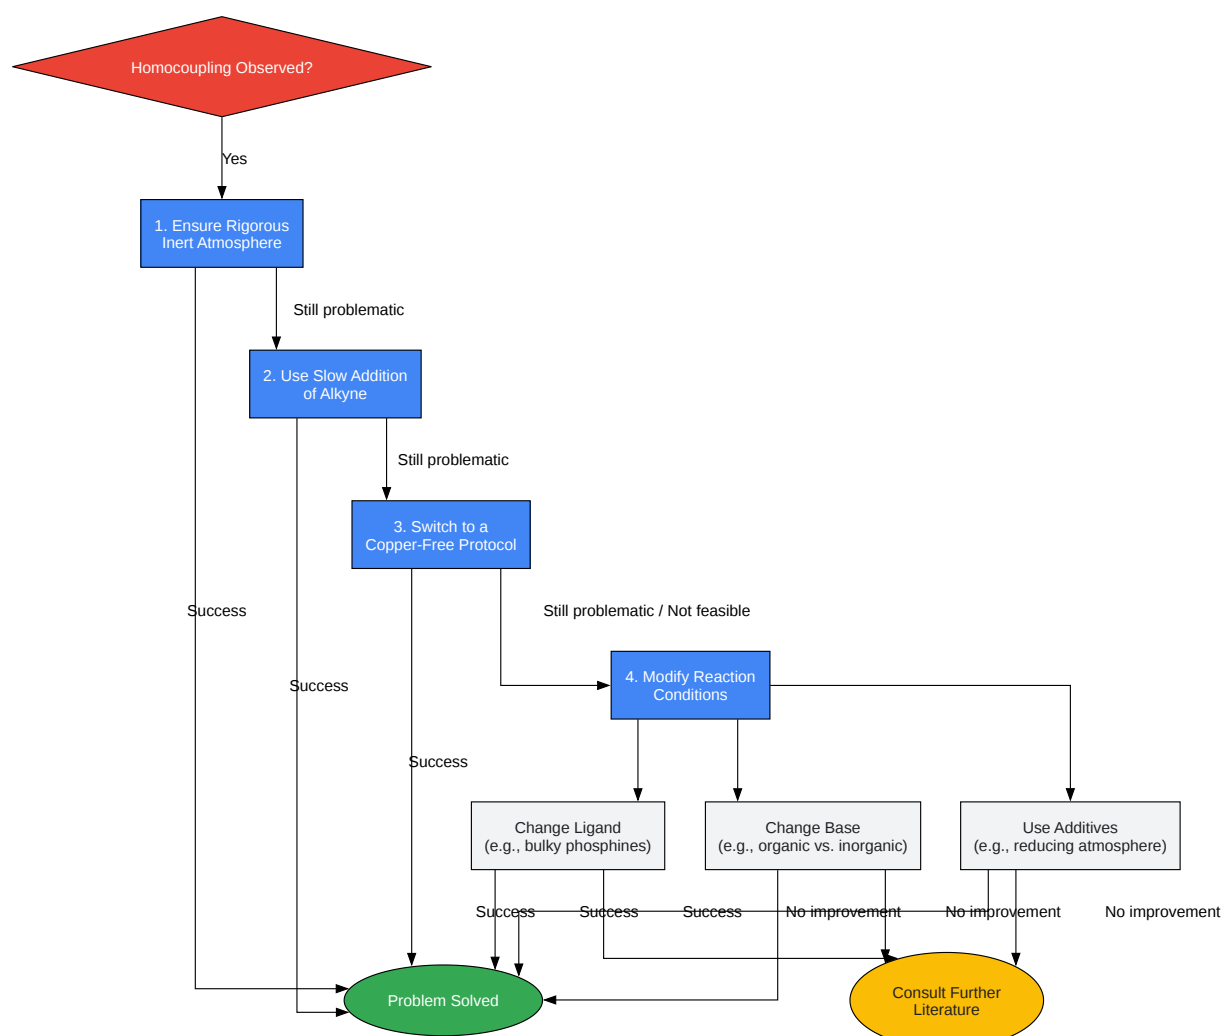 Homocoupling Observed?
Yes
1. Ensure Rigorous
Inert Atmosphere
Still problematic
2. Use Slow Addition
of Alkyne
Still problematic
3. Switch to a
Copper-Free Protocol
Success
Still problematic / Not feasible
4. Modify Reaction
Conditions
Success
Success
Change Ligand
(e.g., bulky phosphines)
Change Base
(e.g., organic vs. inorganic)
Use Additives
(e.g., reducing atmosphere)
Success
Success
Success
No improvement
No improvement
No improvement
Problem Solved
Consult Further
Literature